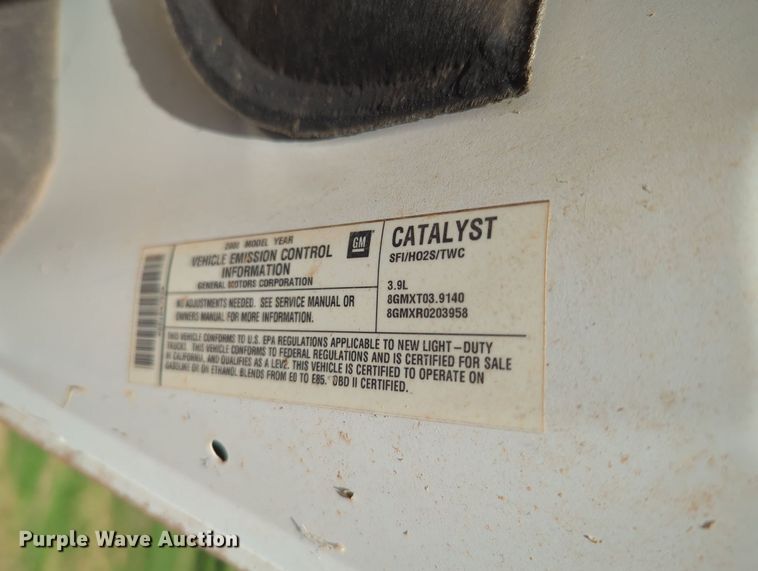 2008 MODEL YEAR
VEHICLE EMISSION CONTROL
INFORMATION
GENERAL MOTORS CORPORATION
GM
NO ADJUSTMENTS NEEDED. SEE SERVICE MANUAL OR
OWNERS MANUAL FOR MORE INFORMATION.
CATALYST
SFI/HO2S/TWC
3.9L
8GMXT03.9140
8GMXR0203958
THIS VEHICLE CONFORMS TO U.S. EPA REGULATIONS APPLICABLE TO NEW LIGHT-DUTY
TRUCKS. THIS VEHICLE CONFORMS TO FEDERAL REGULATIONS AND IS CERTIFIED FOR SALE
IN CALIFORNIA, AND QUALIFIES AS A LEV2. THIS VEHICLE IS CERTIFIED TO OPERATE ON
GASOLINE OR ON ETHANOL BLENDS FROM E0 TO E85. OBD II CERTIFIED.
Purple Wave Auction